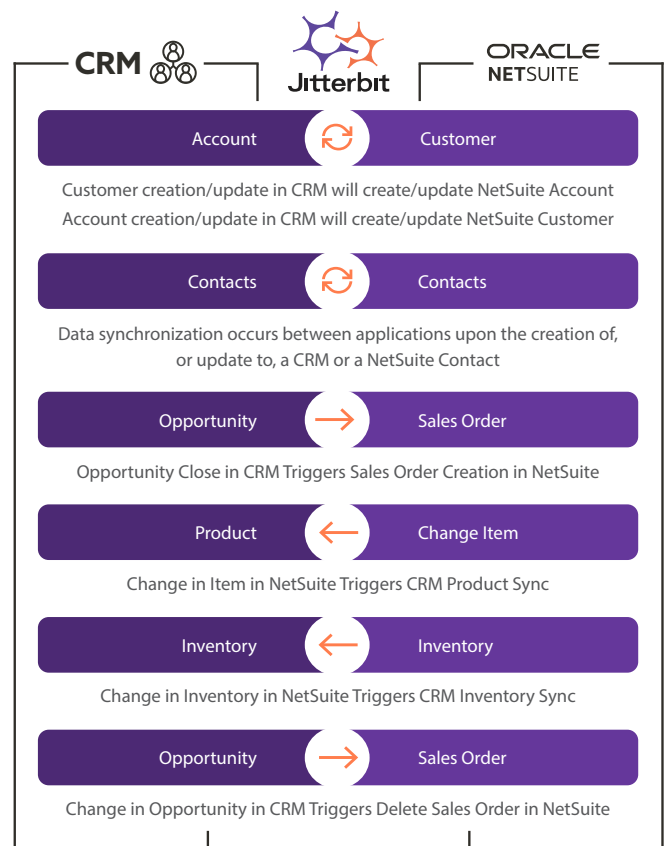 CRM
Jitterbit
ORACLE
NETSUITE
Account
Customer
Customer creation/update in CRM will create/update NetSuite Account
Account creation/update in CRM will create/update NetSuite Customer
Contacts
Contacts
Data synchronization occurs between applications upon the creation of,
or update to, a CRM or a NetSuite Contact
Opportunity
Sales Order
Opportunity Close in CRM Triggers Sales Order Creation in NetSuite
Product
Change Item
Change in Item in NetSuite Triggers CRM Product Sync
Inventory
Inventory
Change in Inventory in NetSuite Triggers CRM Inventory Sync
Opportunity
Sales Order
Change in Opportunity in CRM Triggers Delete Sales Order in NetSuite